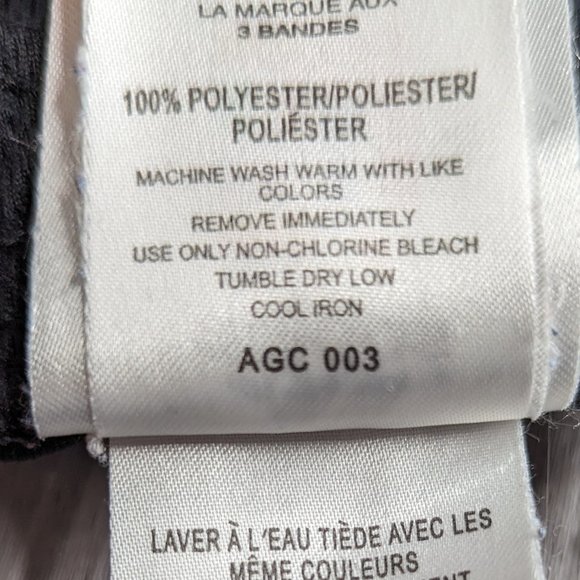 LA MARQUE AUX
3 BANDES
100% POLYESTER/POLIESTER/
POLIÉSTER
MACHINE WASH WARM WITH LIKE
COLORS
REMOVE IMMEDIATELY
USE ONLY NON-CHLORINE BLEACH
TUMBLE DRY LOW
COOL IRON
AGC 003
LAVER À L'EAU TIÈDE AVEC LES
MÊME COULEURS